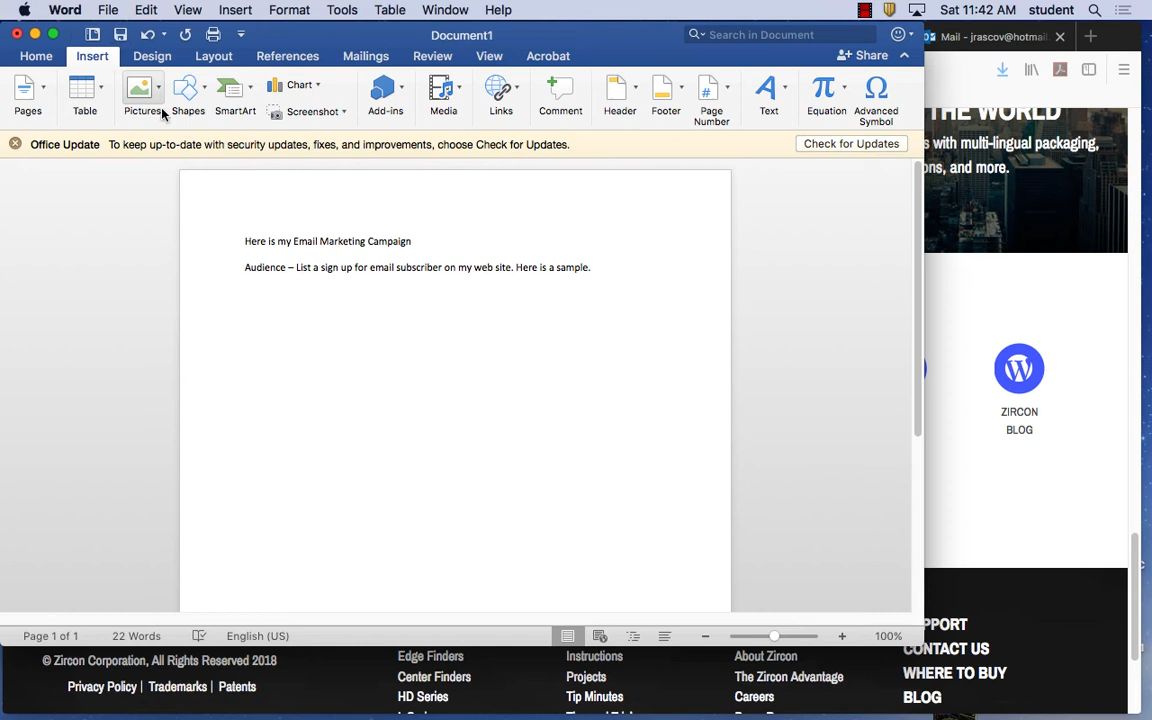 Word File Edit View Insert Format Tools Table Window Help Sat 11:42 AM student
Document1 Search in Document Mail - jrascov@hotmai
Home Insert Design Layout References Mailings Review View Acrobat Share
Chart
Screenshot
Pages Table Pictures Shapes SmartArt Add-ins Media Links Comment Header Footer Page Number Text Equation Advanced Symbol
THE WORLD
s with multi-lingual packaging,
ons, and more.
Office Update To keep up-to-date with security updates, fixes, and improvements, choose Check for Updates. Check for Updates
Here is my Email Marketing Campaign
Audience – List a sign up for email subscriber on my web site. Here is a sample.
ZIRCON
BLOG
Page 1 of 1 22 Words English (US) 100%
© Zircon Corporation, All Rights Reserved 2018
Privacy Policy | Trademarks | Patents
Edge Finders
Center Finders
HD Series
Instructions
Projects
Tip Minutes
About Zircon
The Zircon Advantage
Careers
PPORT
CONTACT US
WHERE TO BUY
BLOG